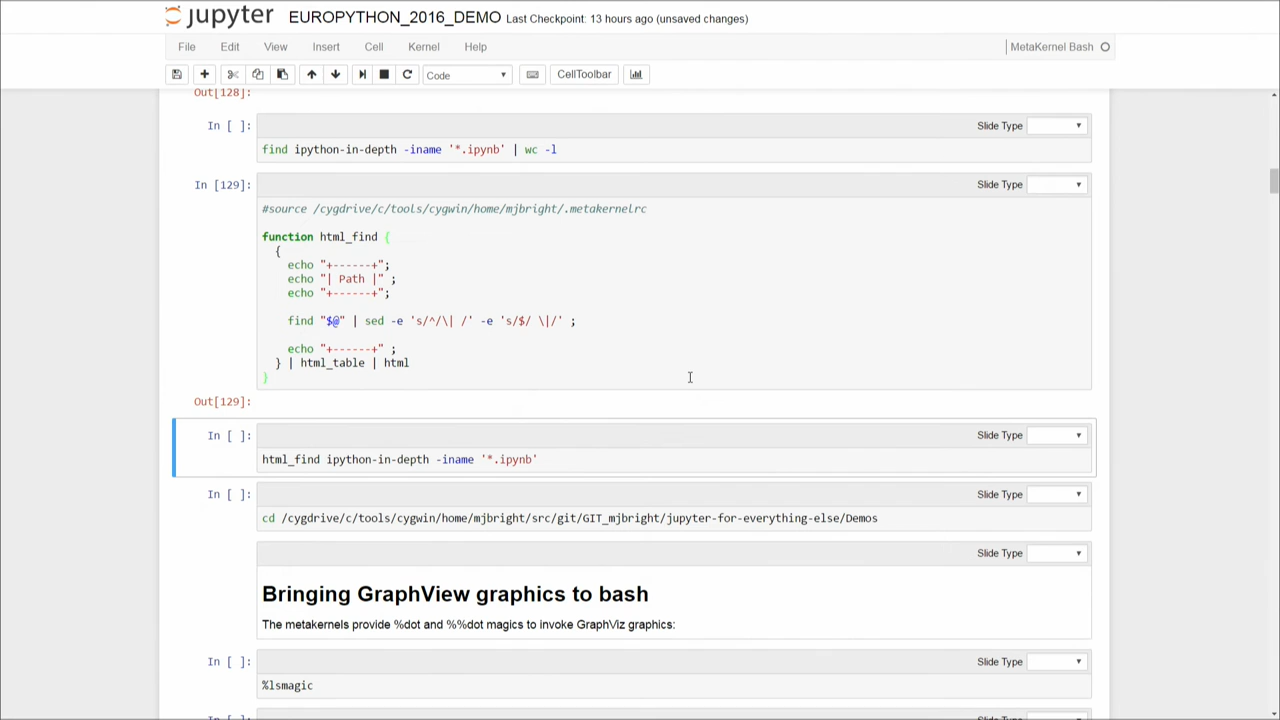 jupyter EUROPYTHON_2016_DEMO Last Checkpoint: 13 hours ago (unsaved changes)
File Edit View Insert Cell Kernel Help MetaKernel Bash
Code CellToolbar
Out[128]:
In [ ]: Slide Type
find ipython-in-depth -iname '*.ipynb' | wc -l
In [129]: Slide Type
#source /cygdrive/c/tools/cygwin/home/mjbright/.metakernelrc
function html_find {
{
echo "+------+";
echo "| Path |" ;
echo "+------+";
find "$@" | sed -e 's/^/\| /' -e 's/$/ \|/' ;
echo "+------+" ;
} | html_table | html
}
Out[129]:
In [ ]: Slide Type
html_find ipython-in-depth -iname '*.ipynb'
In [ ]: Slide Type
cd /cygdrive/c/tools/cygwin/home/mjbright/src/git/GIT_mjbright/jupyter-for-everything-else/Demos
Slide Type
Bringing GraphView graphics to bash
The metakernels provide %dot and %%dot magics to invoke GraphViz graphics:
In [ ]: Slide Type
%lsmagic